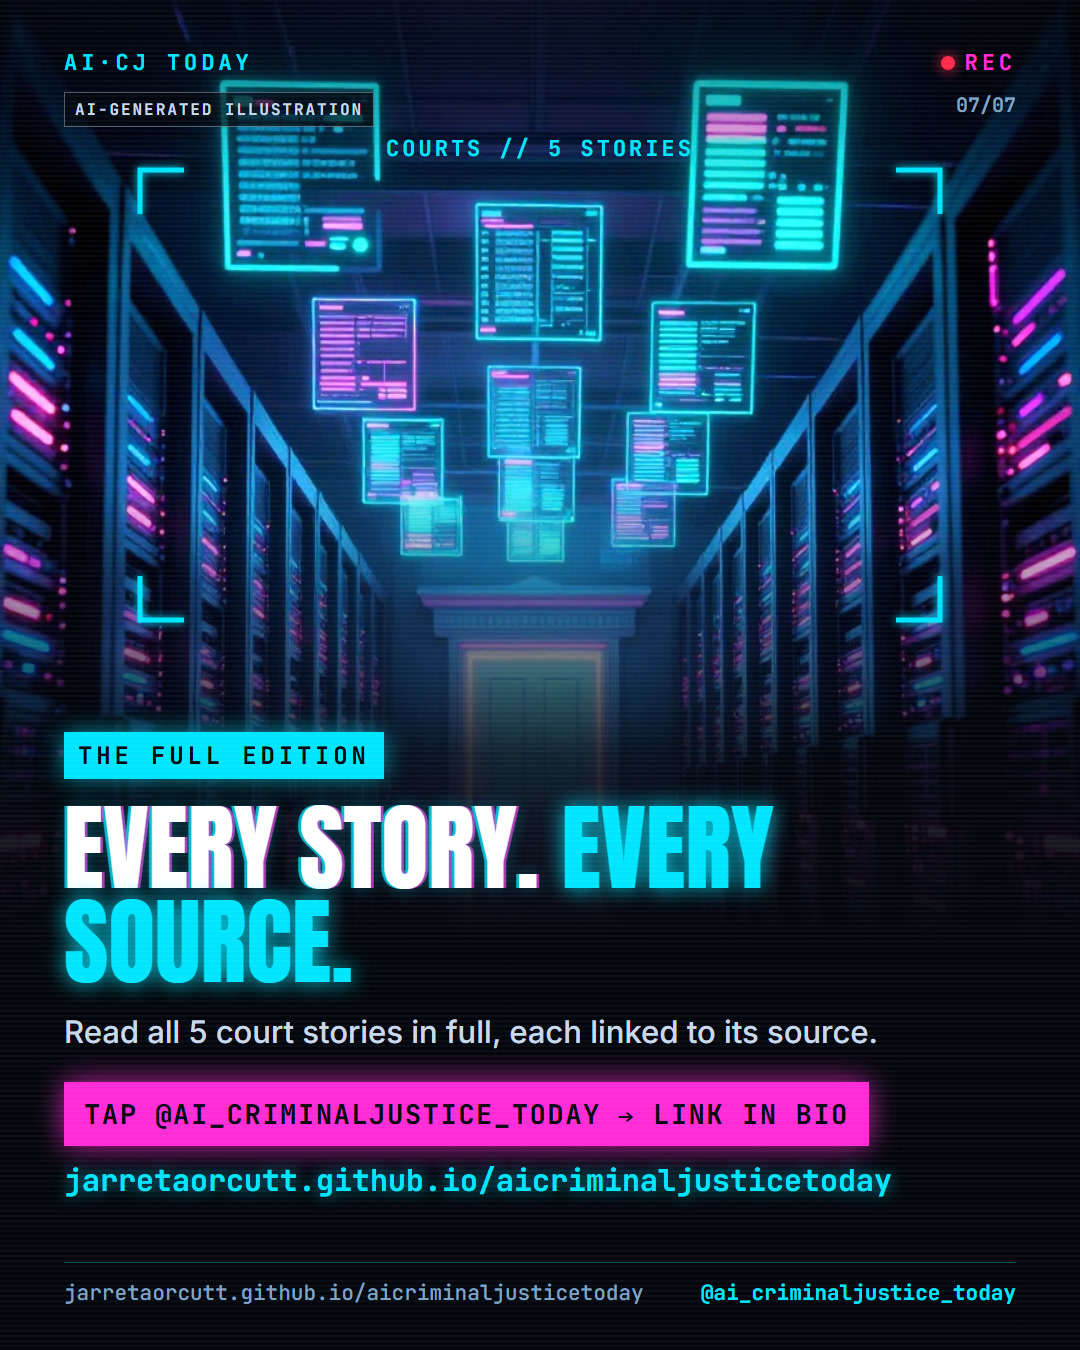 AI·CJ TODAY
REC
AI-GENERATED ILLUSTRATION
07/07
COURTS // 5 STORIES
THE FULL EDITION
EVERY STORY. EVERY
SOURCE.
Read all 5 court stories in full, each linked to its source.
TAP @AI_CRIMINALJUSTICE_TODAY → LINK IN BIO
jarretaorcutt.github.io/aicriminaljusticetoday
jarretaorcutt.github.io/aicriminaljusticetoday
@ai_criminaljustice_today